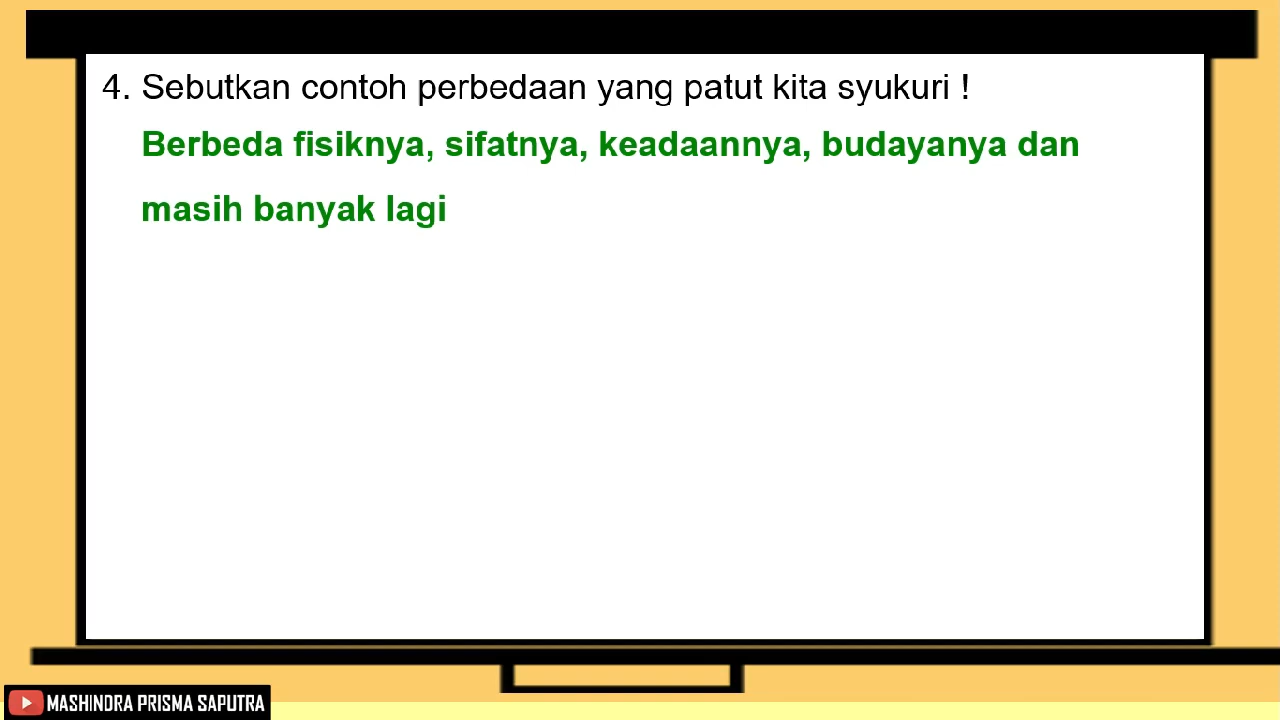 4. Sebutkan contoh perbedaan yang patut kita syukuri !
Berbeda fisiknya, sifatnya, keadaannya, budayanya dan
masih banyak lagi
MASHINDRA PRISMA SAPUTRA